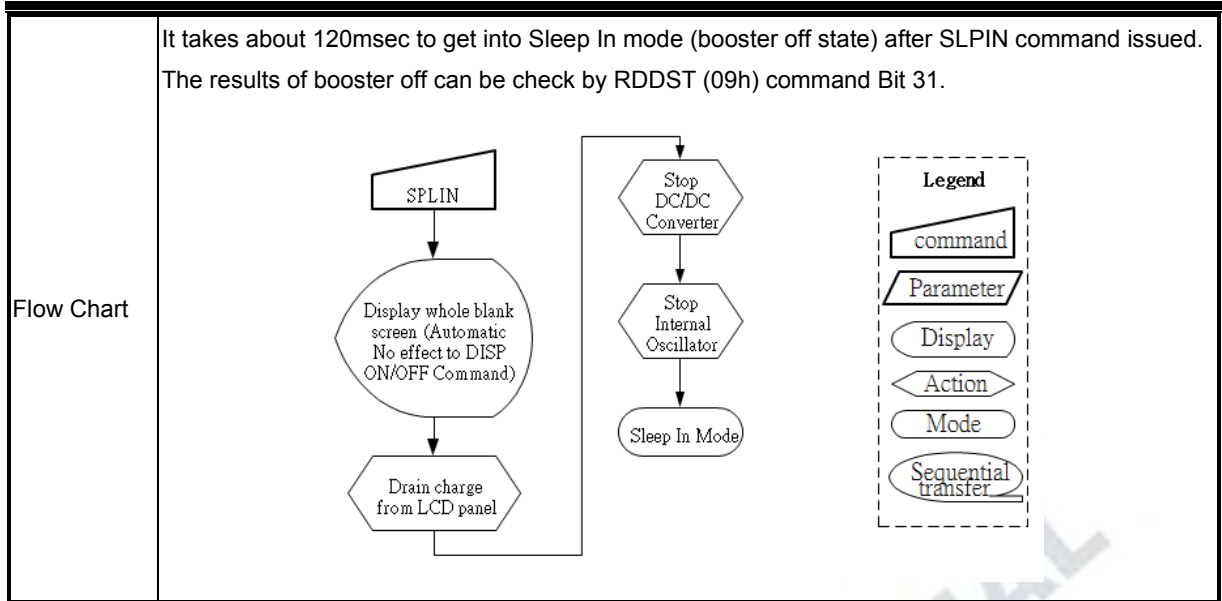 It takes about 120msec to get into Sleep In mode (booster off state) after SLPIN command issued.
The results of booster off can be check by RDDST (09h) command Bit 31.
Flow Chart
SPLIN
Display whole blank
screen (Automatic
No effect to DISP
ON/OFF Command)
Drain charge
from LCD panel
Stop
DC/DC
Converter
Stop
Internal
Oscillator
Sleep In Mode
Legend
command
Parameter
Display
Action
Mode
Sequential
transfer